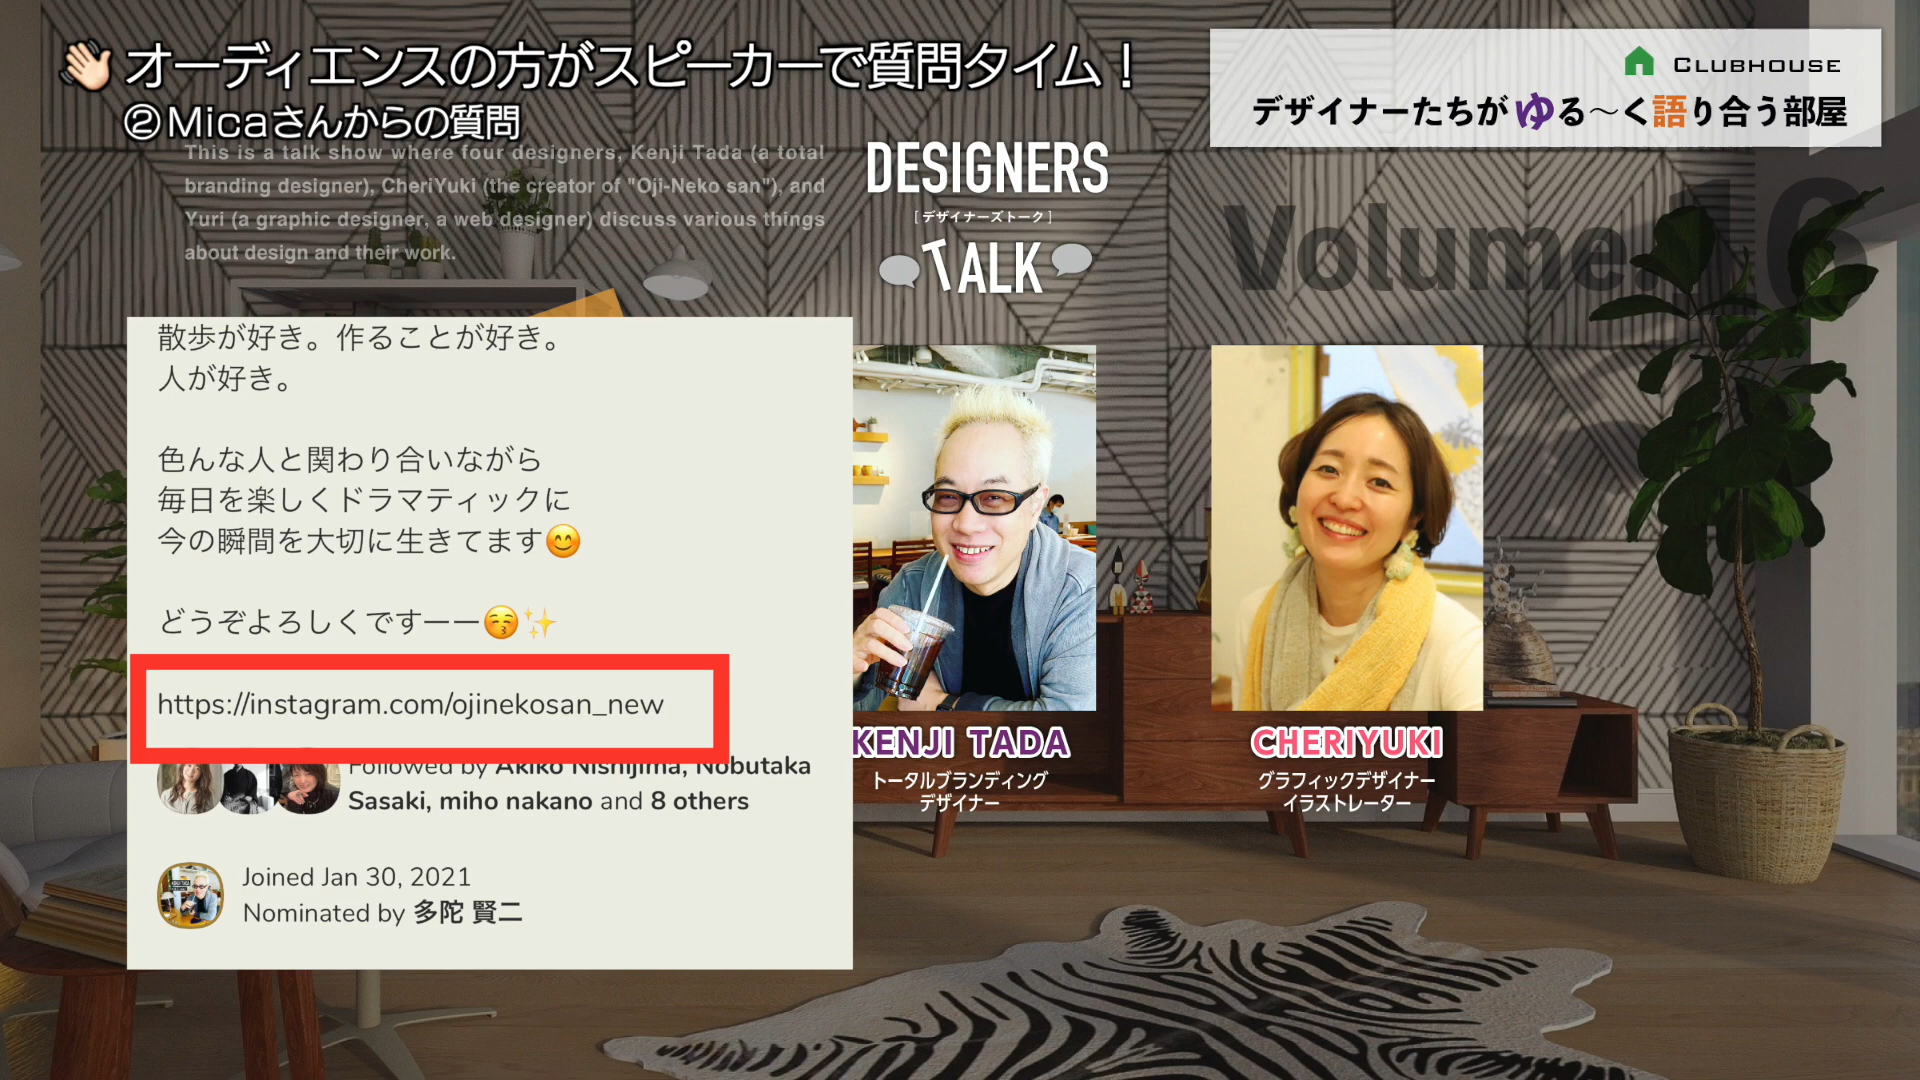 👋🏻 オーディエンスの方がスピーカーで質問タイム！
②Micaさんからの質問
This is a talk show where four designers, Kenji Tada (a total
branding designer), CheriYuki (the creator of "Oji-Neko san"), and
Yuri (a graphic designer, a web designer) discuss various things
about design and their work.
DESIGNERS
[デザイナーズトーク]
TALK
CLUBHOUSE
デザイナーたちがゆる～く語り合う部屋
Volume.16
散歩が好き。作ることが好き。
人が好き。
色んな人と関わり合いながら
毎日を楽しくドラマティックに
今の瞬間を大切に生きてます😊
どうぞよろしくですーー😚✨
https://instagram.com/ojinekosan_new
Followed by Akiko Nishijima, Nobutaka
Sasaki, miho nakano and 8 others
Joined Jan 30, 2021
Nominated by 多陀 賢二
KENJI TADA
トータルブランディング
デザイナー
CHERIYUKI
グラフィックデザイナー
イラストレーター